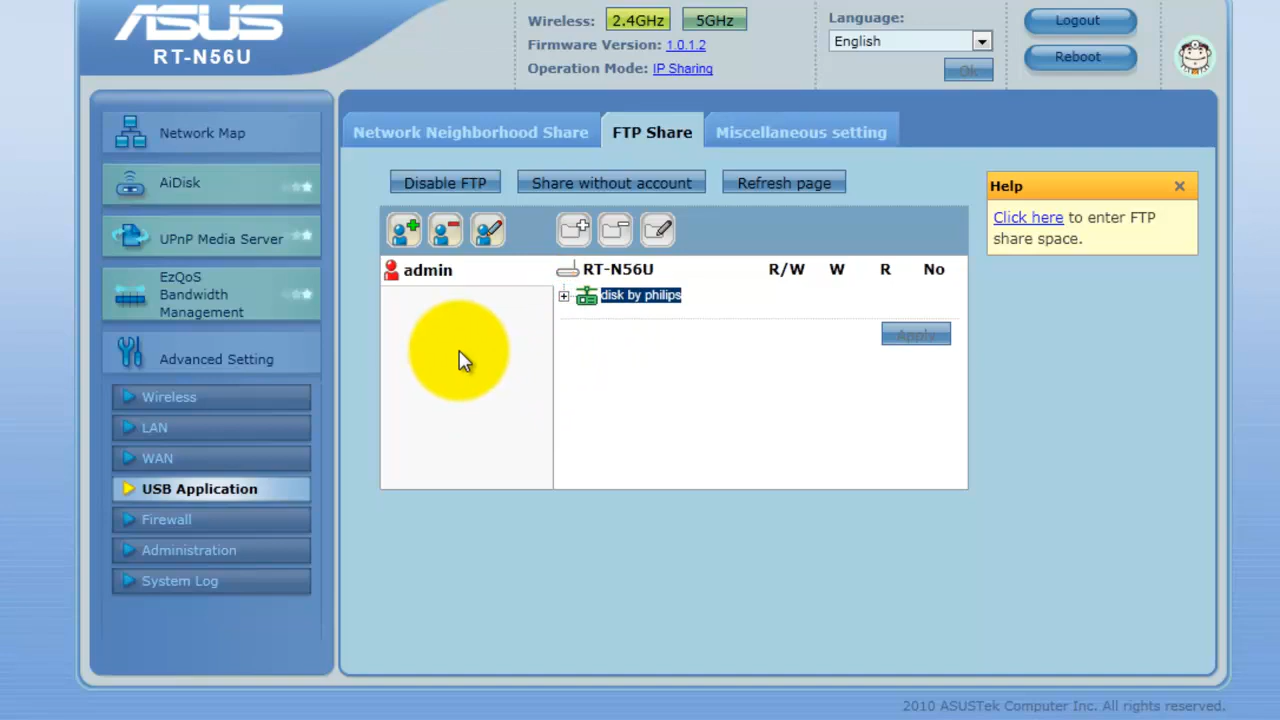 ASUS
RT-N56U
Wireless: 2.4GHz 5GHz
Firmware Version: 1.0.1.2
Operation Mode: IP Sharing
Language:
English
Ok
Logout
Reboot
Network Map
AiDisk
UPnP Media Server
EzQoS
Bandwidth
Management
Advanced Setting
Wireless
LAN
WAN
USB Application
Firewall
Administration
System Log
Network Neighborhood Share FTP Share Miscellaneous setting
Disable FTP Share without account Refresh page
admin
RT-N56U R/W W R No
disk by philips
Apply
Help
Click here to enter FTP
share space.
2010 ASUSTek Computer Inc. All rights reserved.